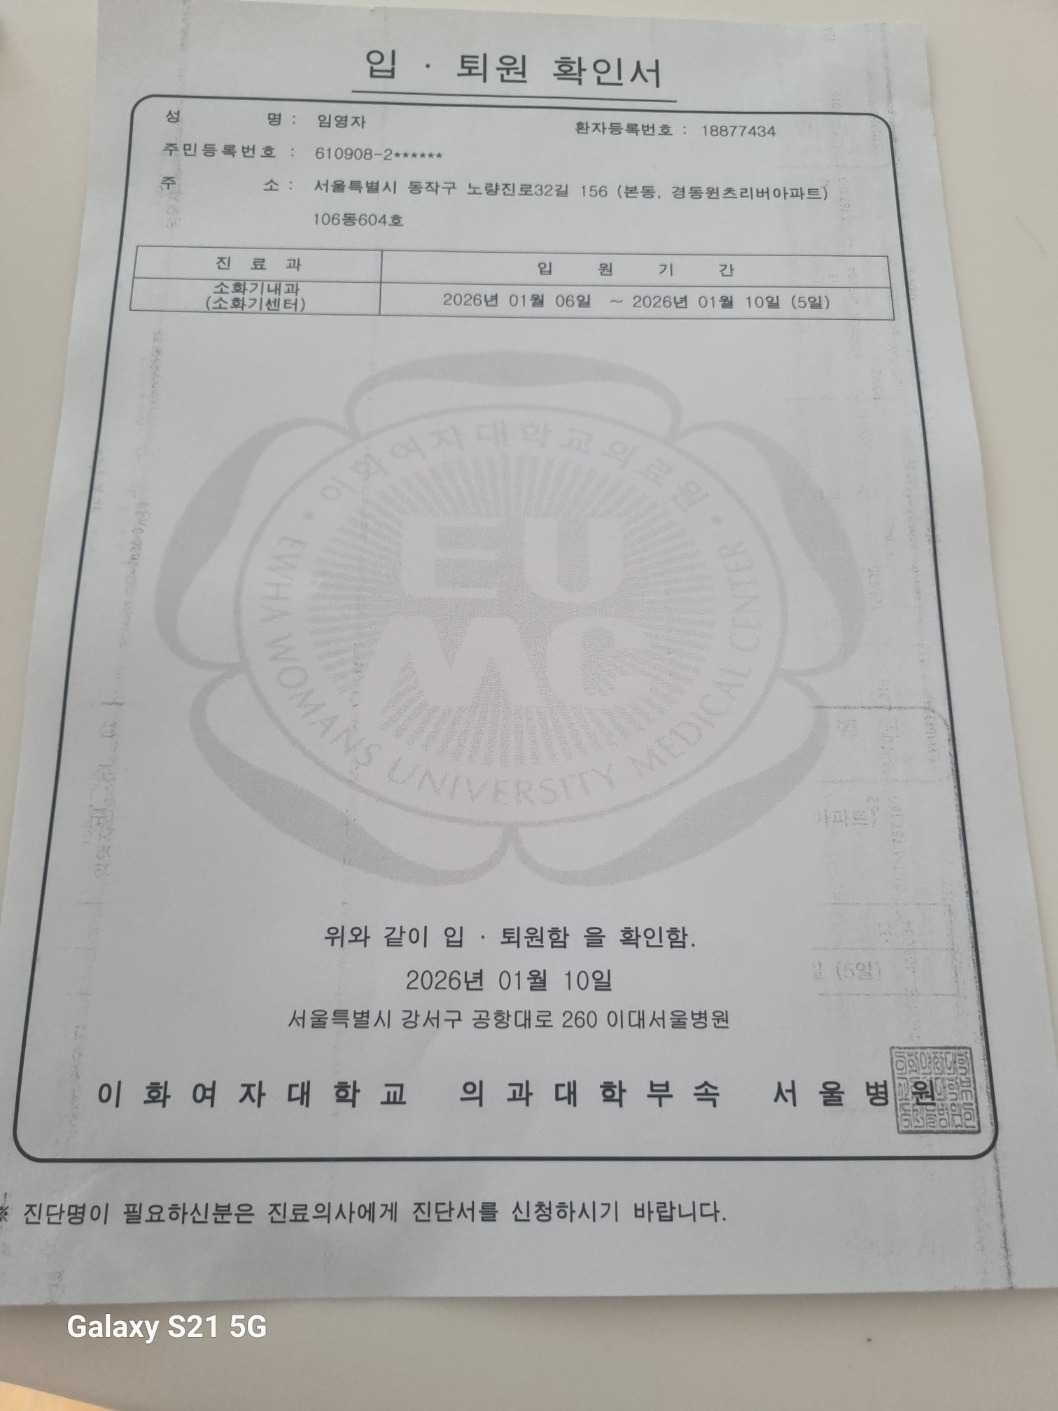 입 · 퇴원 확인서
성 명 : 임영자 환자등록번호 : 18877434
주민등록번호 : 610908-2******
주 소 : 서울특별시 동작구 노량진로32길 156 (본동, 경동윈츠리버아파트)
106동604호
진 료 과 입 원 기 간
소화기내과
(소화기센터) 2026년 01월 06일 ~ 2026년 01월 10일 (5일)
이화여자대학교의료원
EU
MC
EWHA WOMANS UNIVERSITY MEDICAL CENTER
아파트)
일 (5일)
위와 같이 입 · 퇴원함 을 확인함.
2026년 01월 10일
서울특별시 강서구 공항대로 260 이대서울병원
이화여자대학교 의과대학부속 서울병원
※ 진단명이 필요하신분은 진료의사에게 진단서를 신청하시기 바랍니다.
Galaxy S21 5G